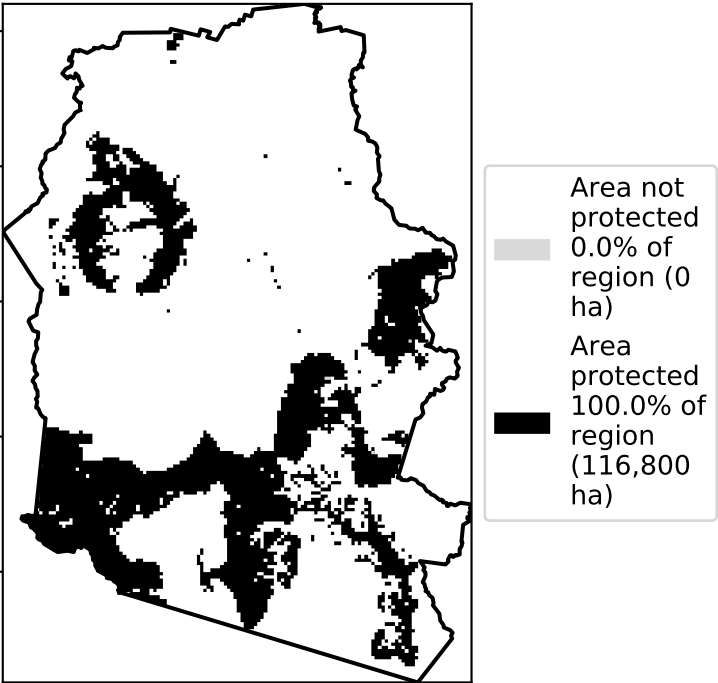 Area not
protected
0.0% of
region (0
ha)
Area
protected
100.0% of
region
(116,800
ha)